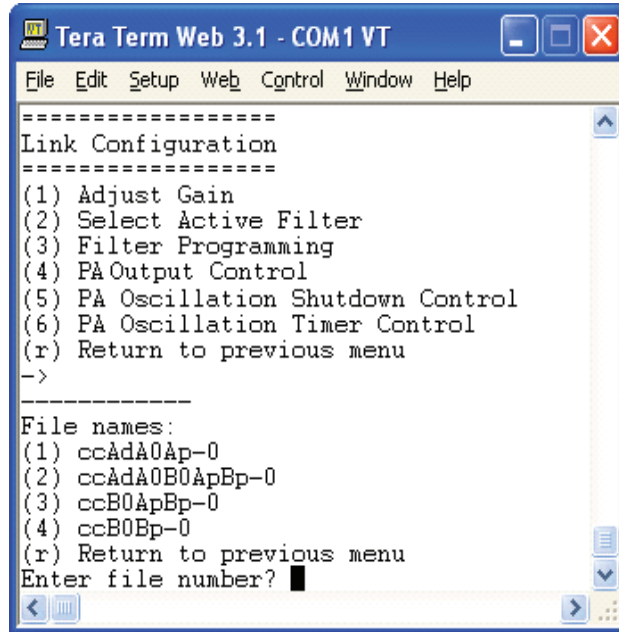 Tera Term Web 3.1 - COM1 VT
File Edit Setup Web Control Window Help
==================
Link Configuration
==================
(1) Adjust Gain
(2) Select Active Filter
(3) Filter Programming
(4) PA Output Control
(5) PA Oscillation Shutdown Control
(6) PA Oscillation Timer Control
(r) Return to previous menu
->
------------
File names:
(1) ccAdA0Ap-0
(2) ccAdA0B0ApBp-0
(3) ccB0ApBp-0
(4) ccB0Bp-0
(r) Return to previous menu
Enter file number?